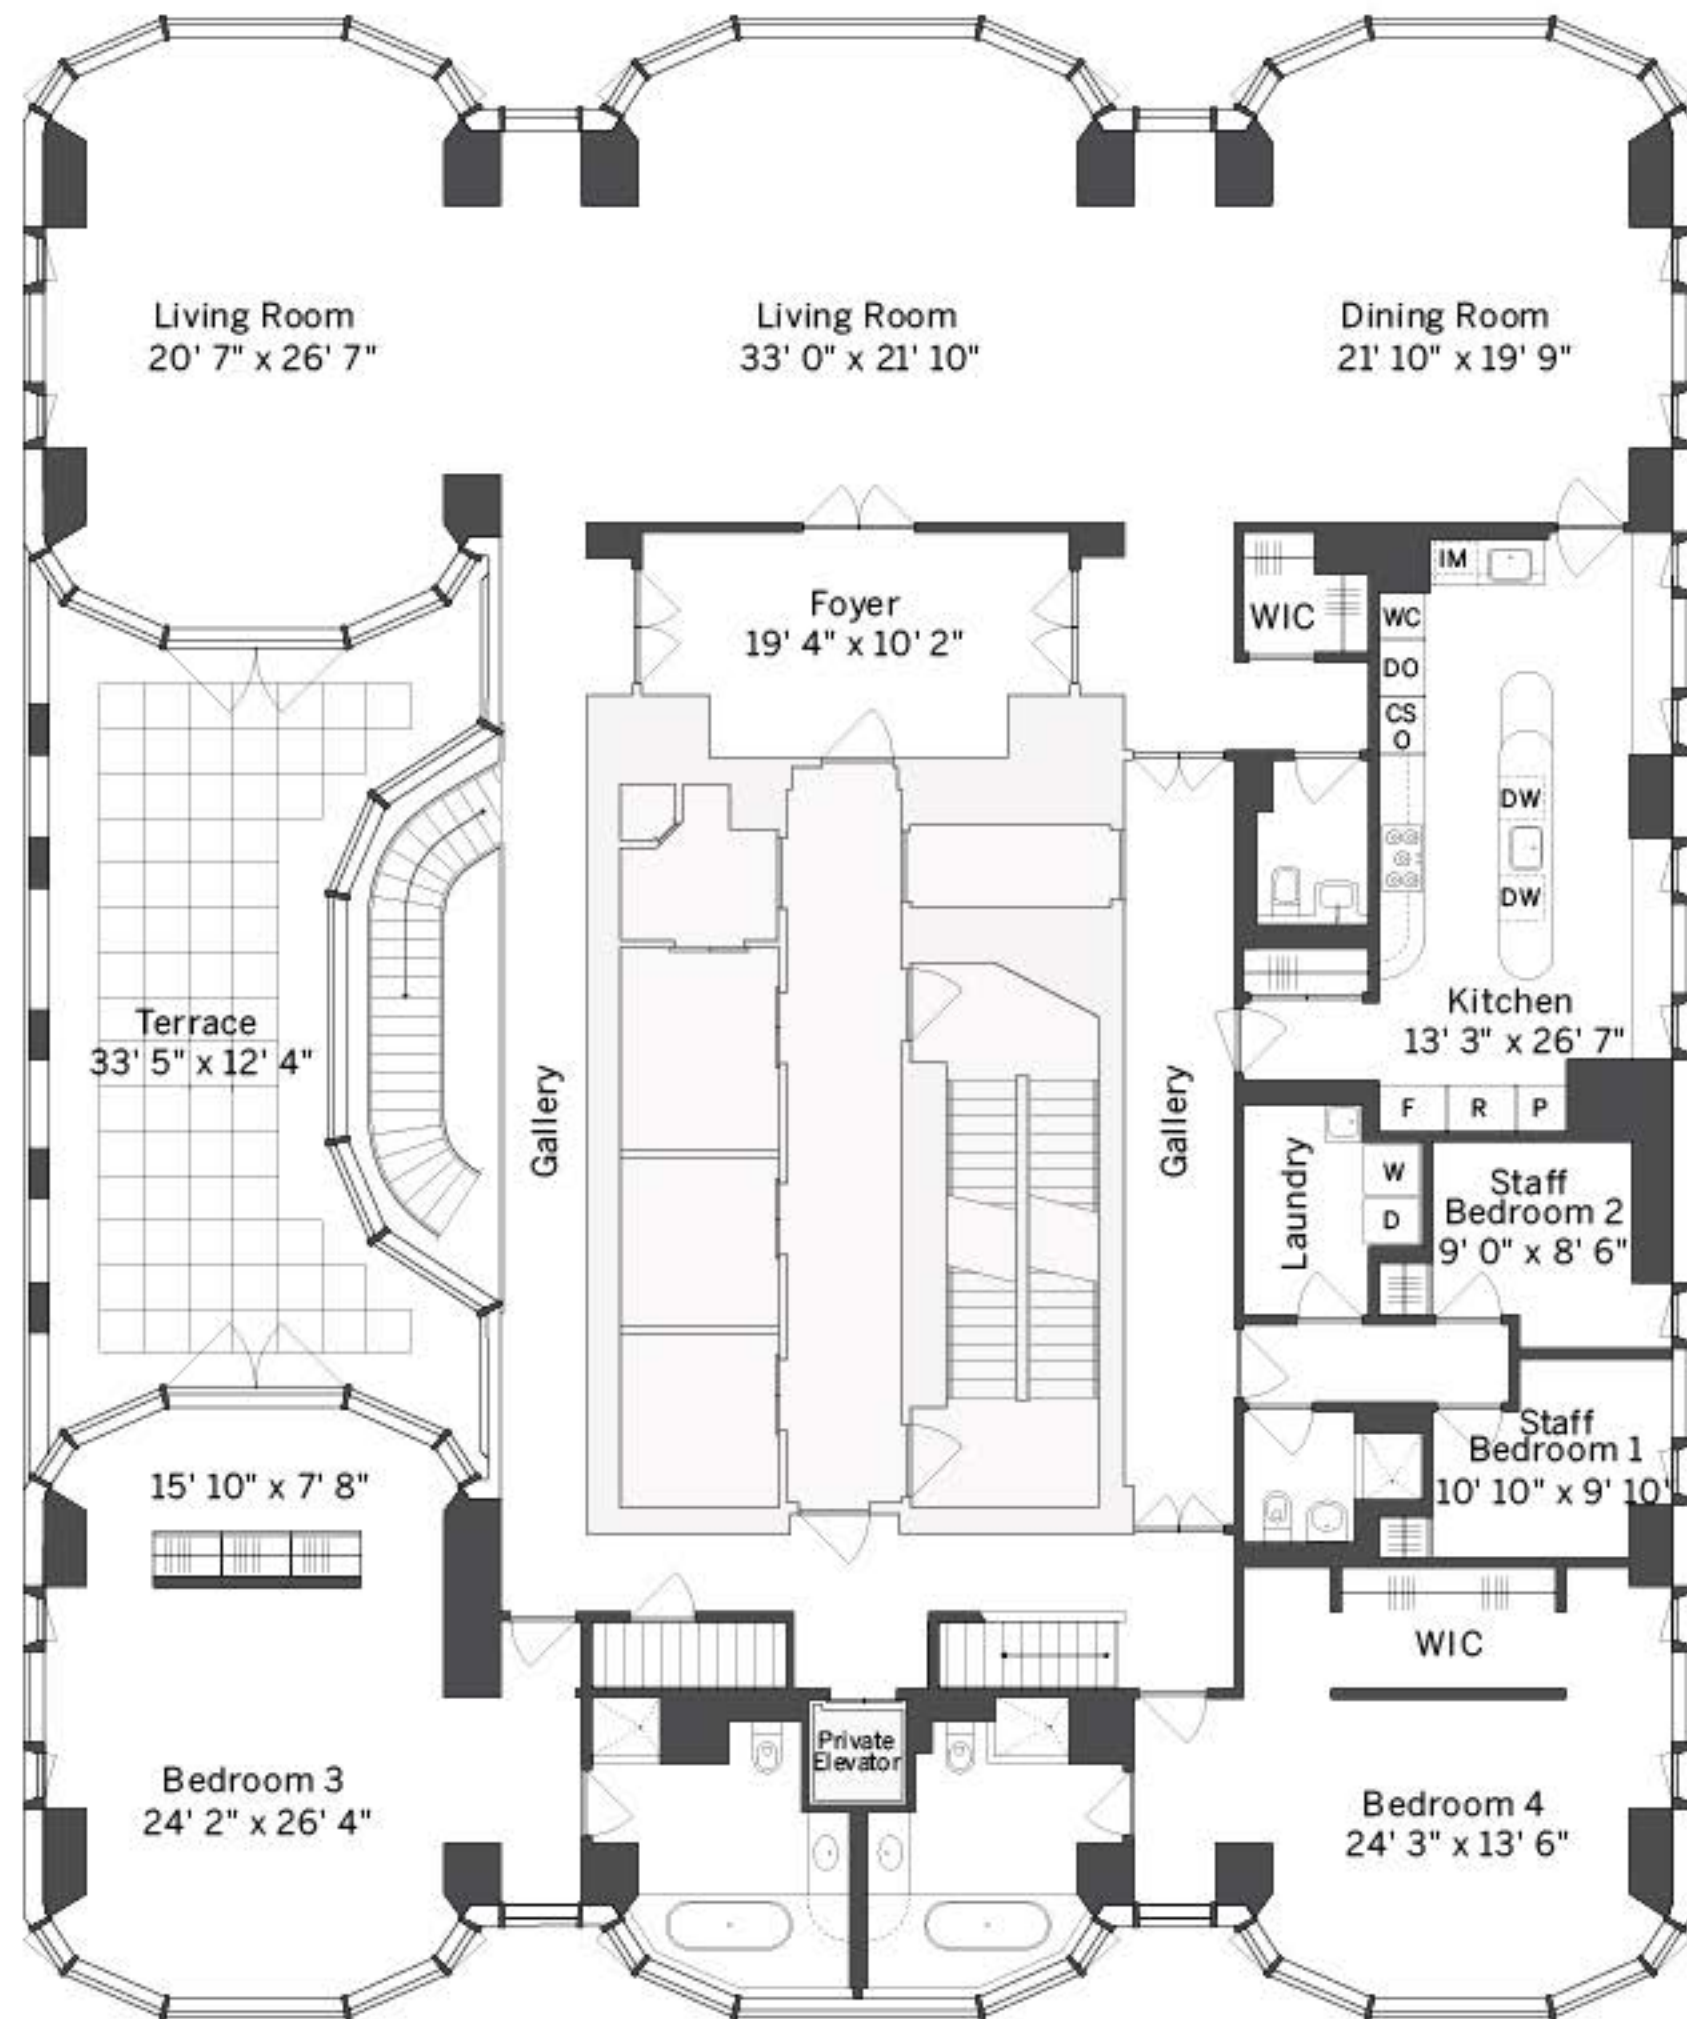 Living Room
20' 7" x 26' 7"
Living Room
33' 0" x 21' 10"
Dining Room
21' 10" x 19' 9"
Foyer
19' 4" x 10' 2"
WIC
IM
WC
DO
CS
O
DW
DW
Kitchen
13' 3" x 26' 7"
Terrace
33' 5" x 12' 4"
Gallery
Gallery
F
R
P
Laundry
W
D
Staff
Bedroom 2
9' 0" x 8' 6"
Staff
Bedroom 1
10' 10" x 9' 10'
15' 10" x 7' 8"
WIC
Private
Elevator
Bedroom 3
24' 2" x 26' 4"
Bedroom 4
24' 3" x 13' 6"